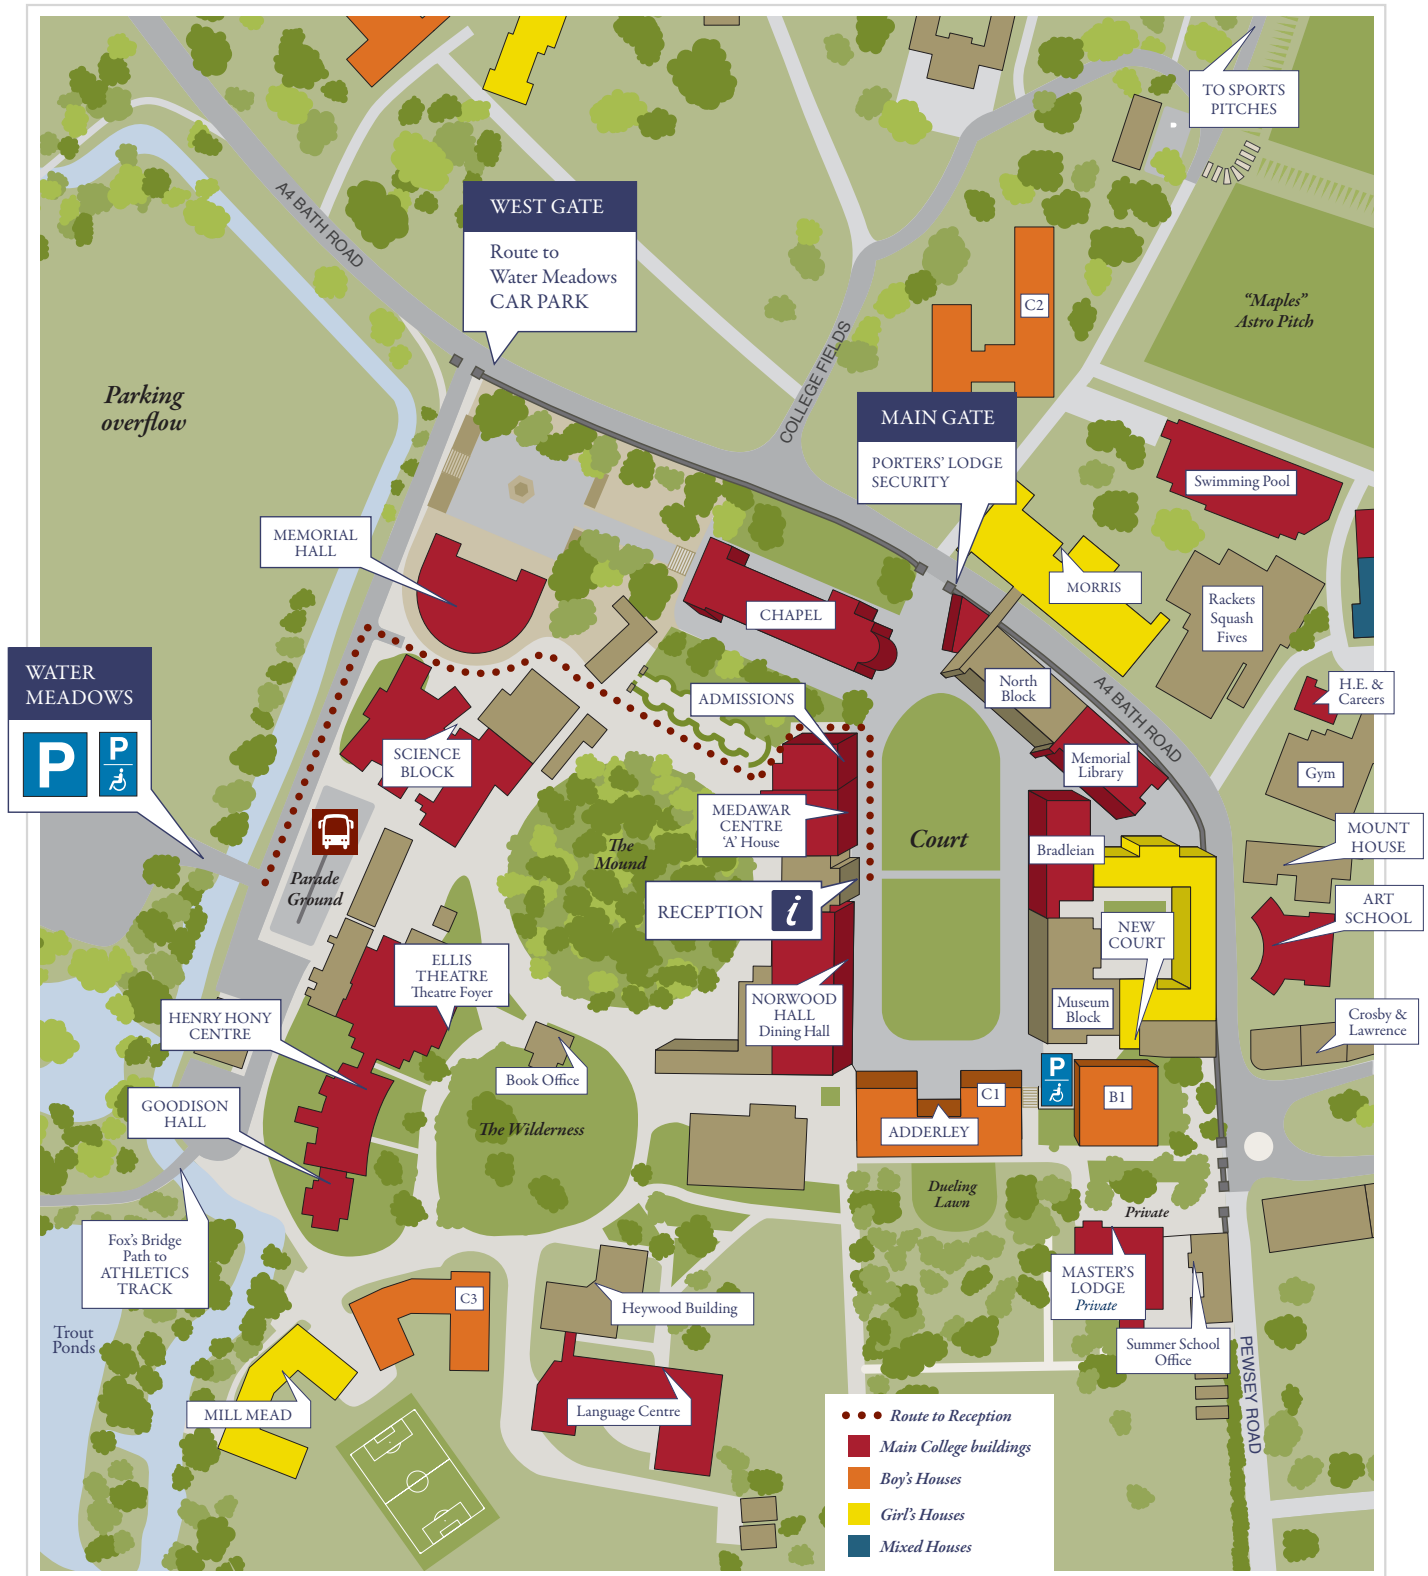 TO SPORTS
PITCHES
A4 BATH ROAD
WEST GATE
Route to
Water Meadows
CAR PARK
C2
"Maples"
Astro Pitch
COLLEGE FIELDS
Parking
overflow
MAIN GATE
PORTERS' LODGE
SECURITY
Swimming Pool
MEMORIAL
HALL
MORRIS
Rackets
Squash
Fives
CHAPEL
WATER
MEADOWS
P
P
North
Block
A4 BATH ROAD
H.E. &
Careers
ADMISSIONS
SCIENCE
BLOCK
Memorial
Library
Gym
MEDAWAR
CENTRE
'A' House
Court
The
Mound
Bradleian
MOUNT
HOUSE
Parade
Ground
RECEPTION
i
ART
SCHOOL
NEW
COURT
ELLIS
THEATRE
Theatre Foyer
NORWOOD
HALL
Dining Hall
Museum
Block
HENRY HONY
CENTRE
Crosby &
Lawrence
Book Office
P
C1
B1
GOODISON
HALL
The Wilderness
ADDERLEY
Dueling
Lawn
Private
Fox's Bridge
Path to
ATHLETICS
TRACK
MASTER'S
LODGE
Private
C3
Heywood Building
Trout
Ponds
Summer School
Office
PEWSEY ROAD
MILL MEAD
Language Centre
Route to Reception
Main College buildings
Boy's Houses
Girl's Houses
Mixed Houses